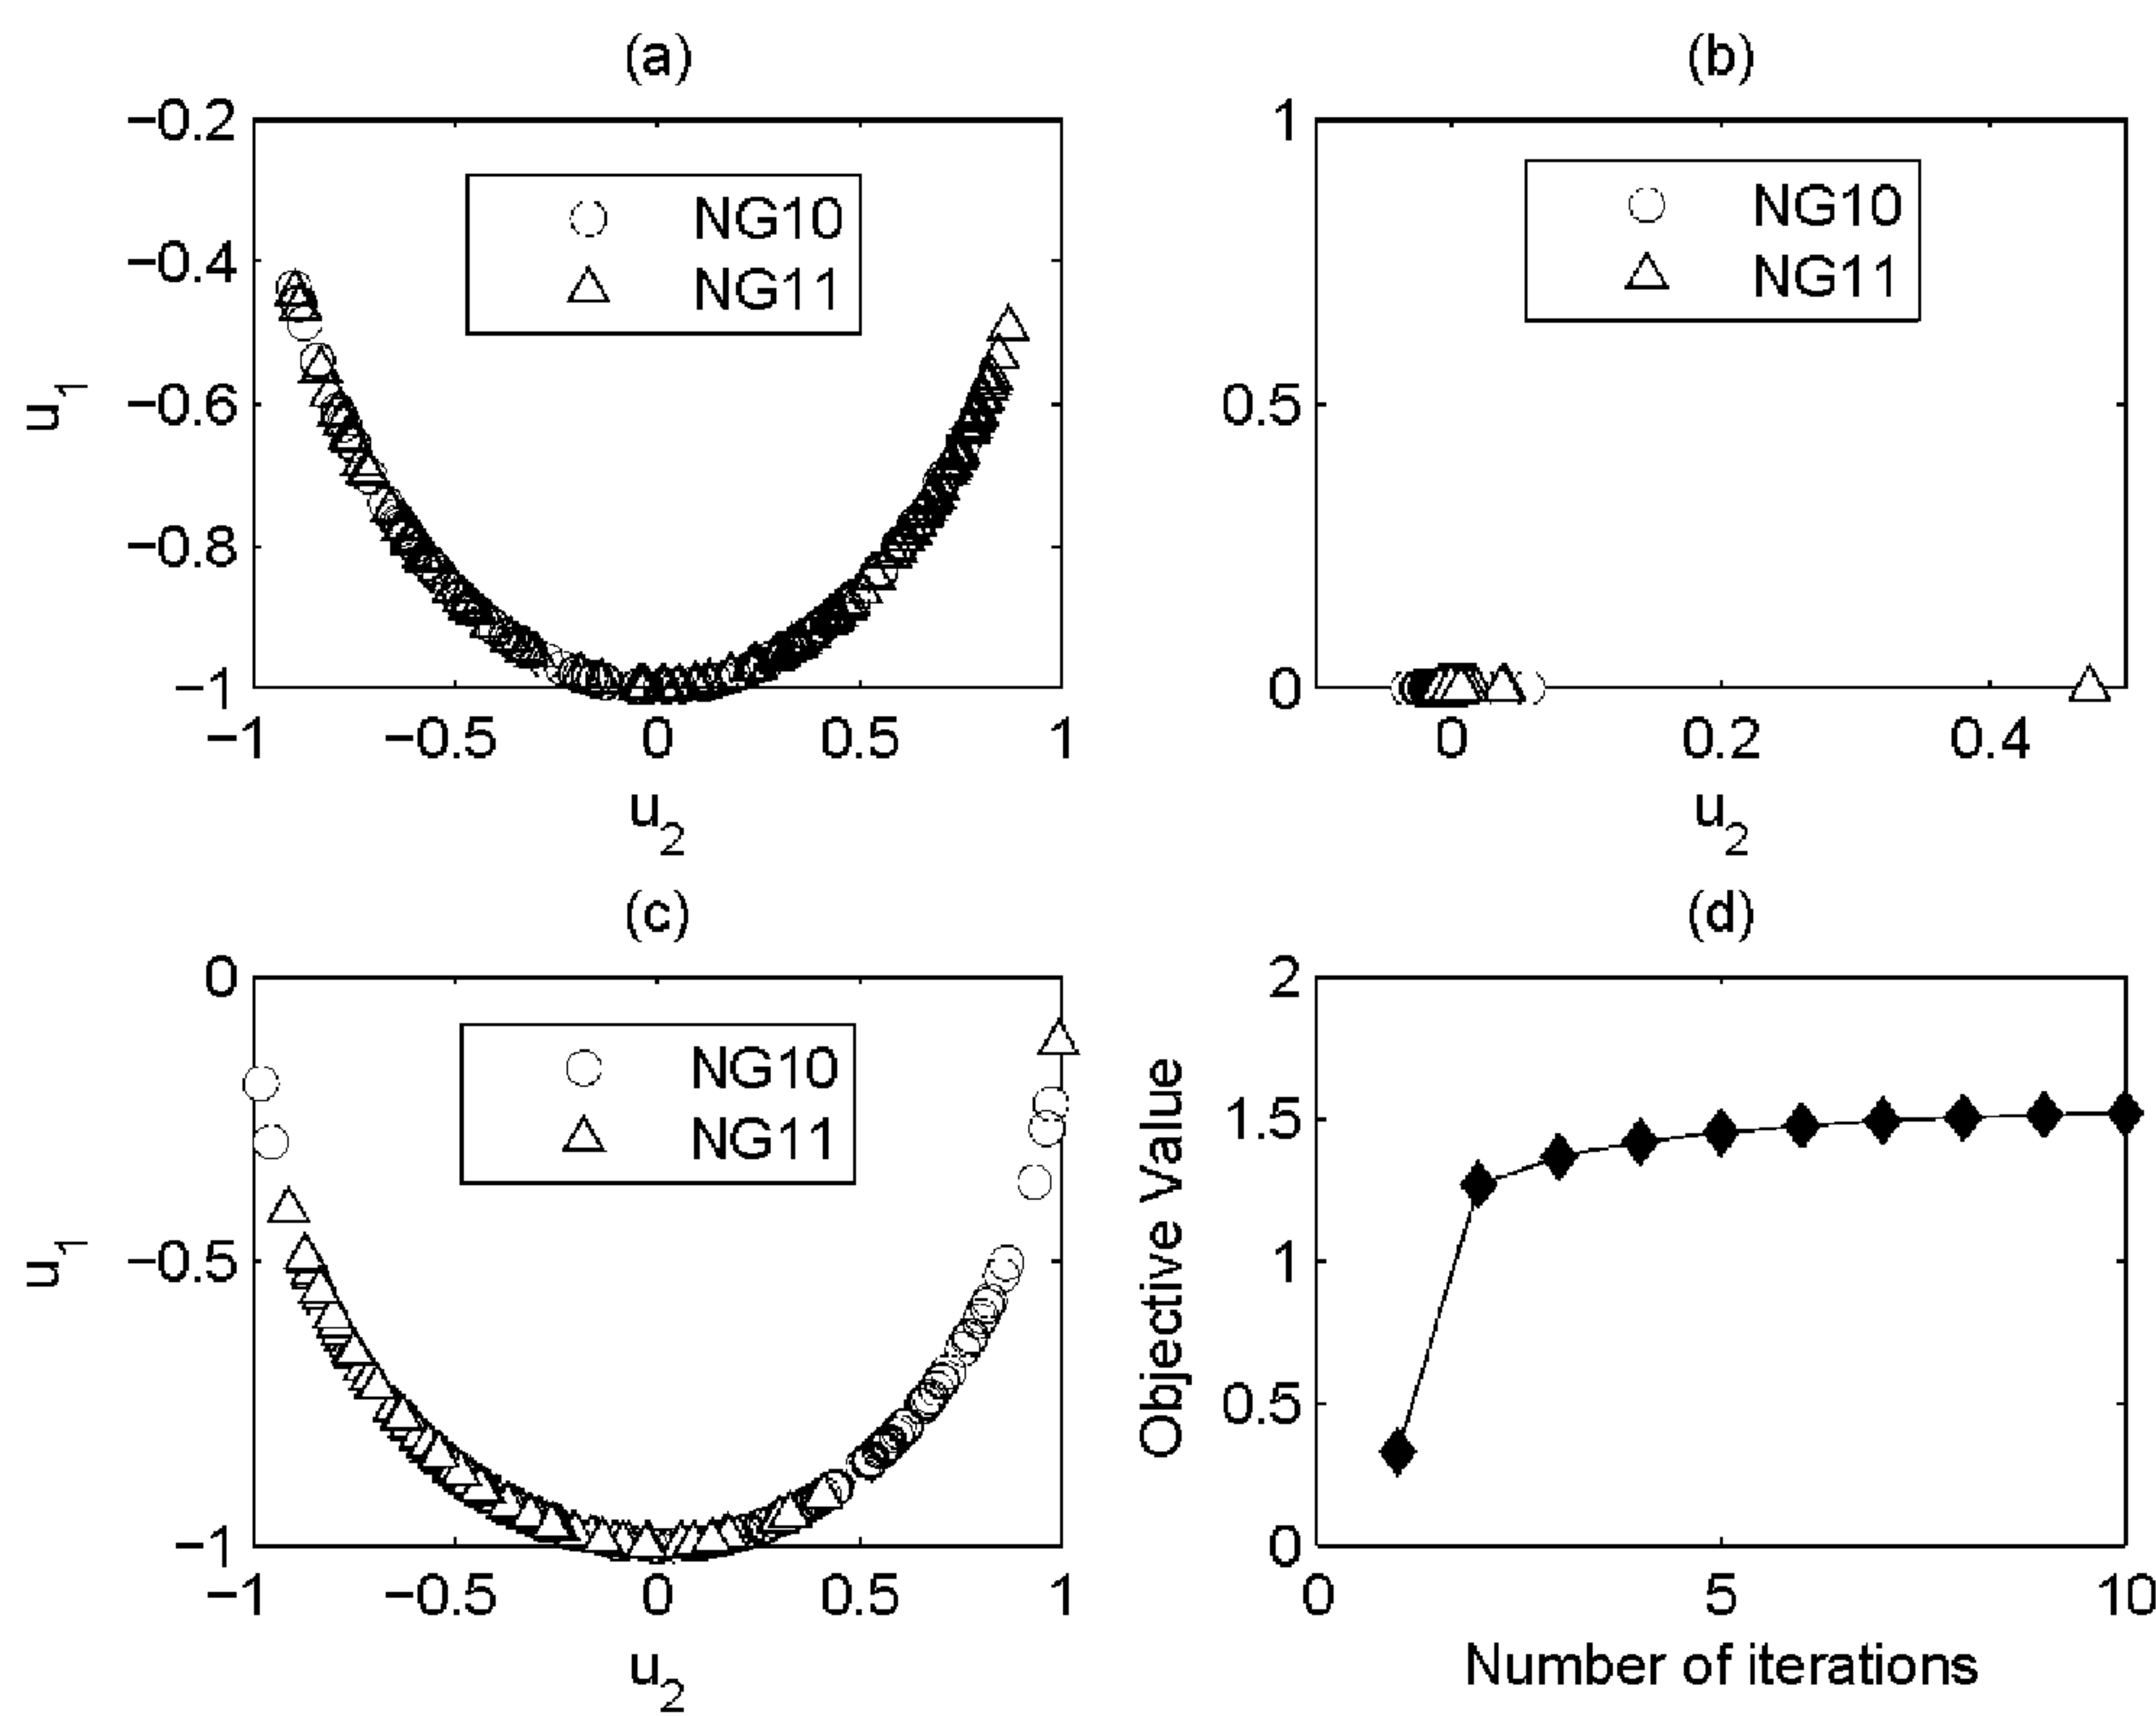 (a)
−0.2
−0.4
−0.6
−0.8
−1
u1
NG10
NG11
−1 −0.5 0 0.5 1
u2
(b)
1
0.5
0
NG10
NG11
0 0.2 0.4
u2
(c)
0
−0.5
−1
u1
NG10
NG11
−1 −0.5 0 0.5 1
u2
(d)
2
1.5
1
0.5
0
Objective Value
0 5 10
Number of iterations